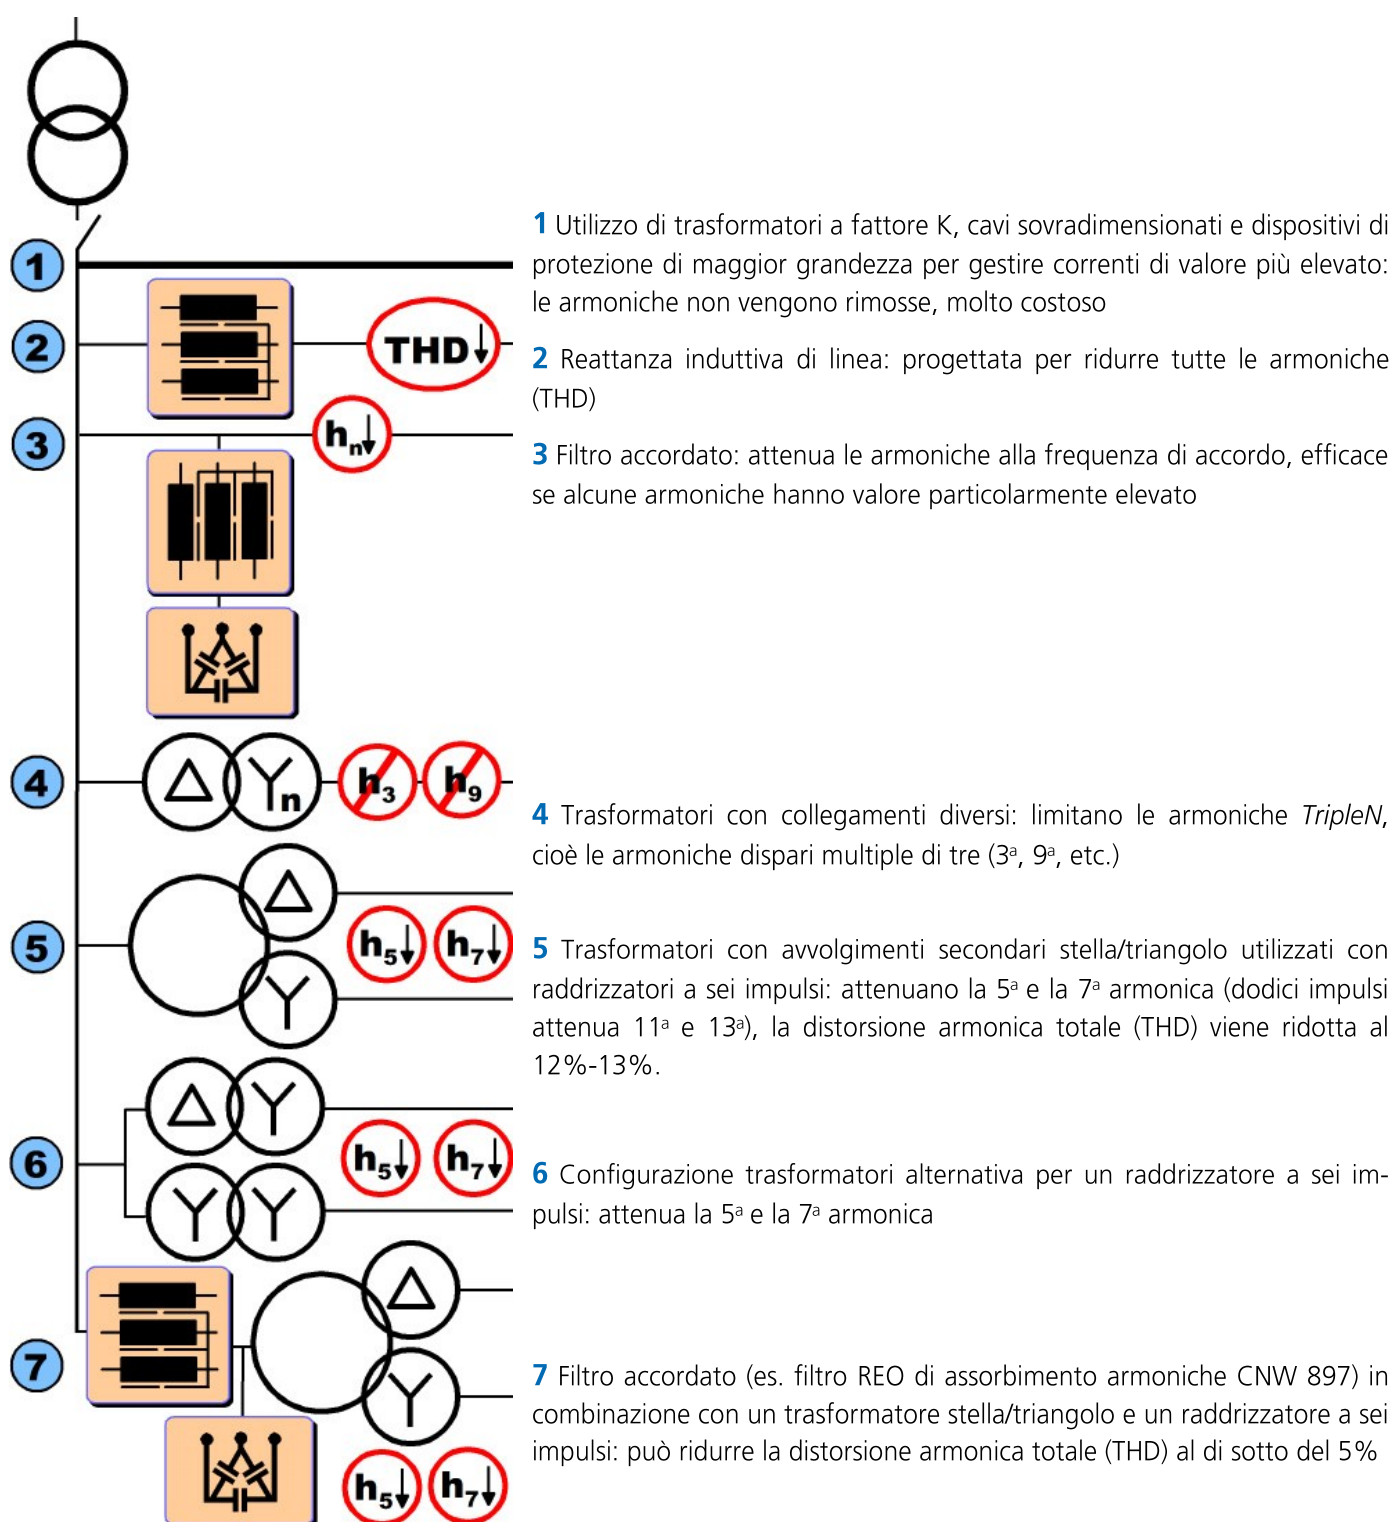 1
1 Utilizzo di trasformatori a fattore K, cavi sovradimensionati e dispositivi di
protezione di maggior grandezza per gestire correnti di valore più elevato:
le armoniche non vengono rimosse, molto costoso
2
THD↓
2 Reattanza induttiva di linea: progettata per ridurre tutte le armoniche
(THD)
3
hn↓
3 Filtro accordato: attenua le armoniche alla frequenza di accordo, efficace
se alcune armoniche hanno valore particolarmente elevato
4
Δ Yn h3 h9
4 Trasformatori con collegamenti diversi: limitano le armoniche TripleN,
cioè le armoniche dispari multiple di tre (3ª, 9ª, etc.)
Δ
5
h5↓ h7↓
Y
5 Trasformatori con avvolgimenti secondari stella/triangolo utilizzati con
raddrizzatori a sei impulsi: attenuano la 5ª e la 7ª armonica (dodici impulsi
attenua 11ª e 13ª), la distorsione armonica totale (THD) viene ridotta al
12%-13%.
Δ Y
6
h5↓ h7↓
Y Y
6 Configurazione trasformatori alternativa per un raddrizzatore a sei im-
pulsi: attenua la 5ª e la 7ª armonica
Δ
7
Y
h5↓ h7↓
7 Filtro accordato (es. filtro REO di assorbimento armoniche CNW 897) in
combinazione con un trasformatore stella/triangolo e un raddrizzatore a sei
impulsi: può ridurre la distorsione armonica totale (THD) al di sotto del 5%